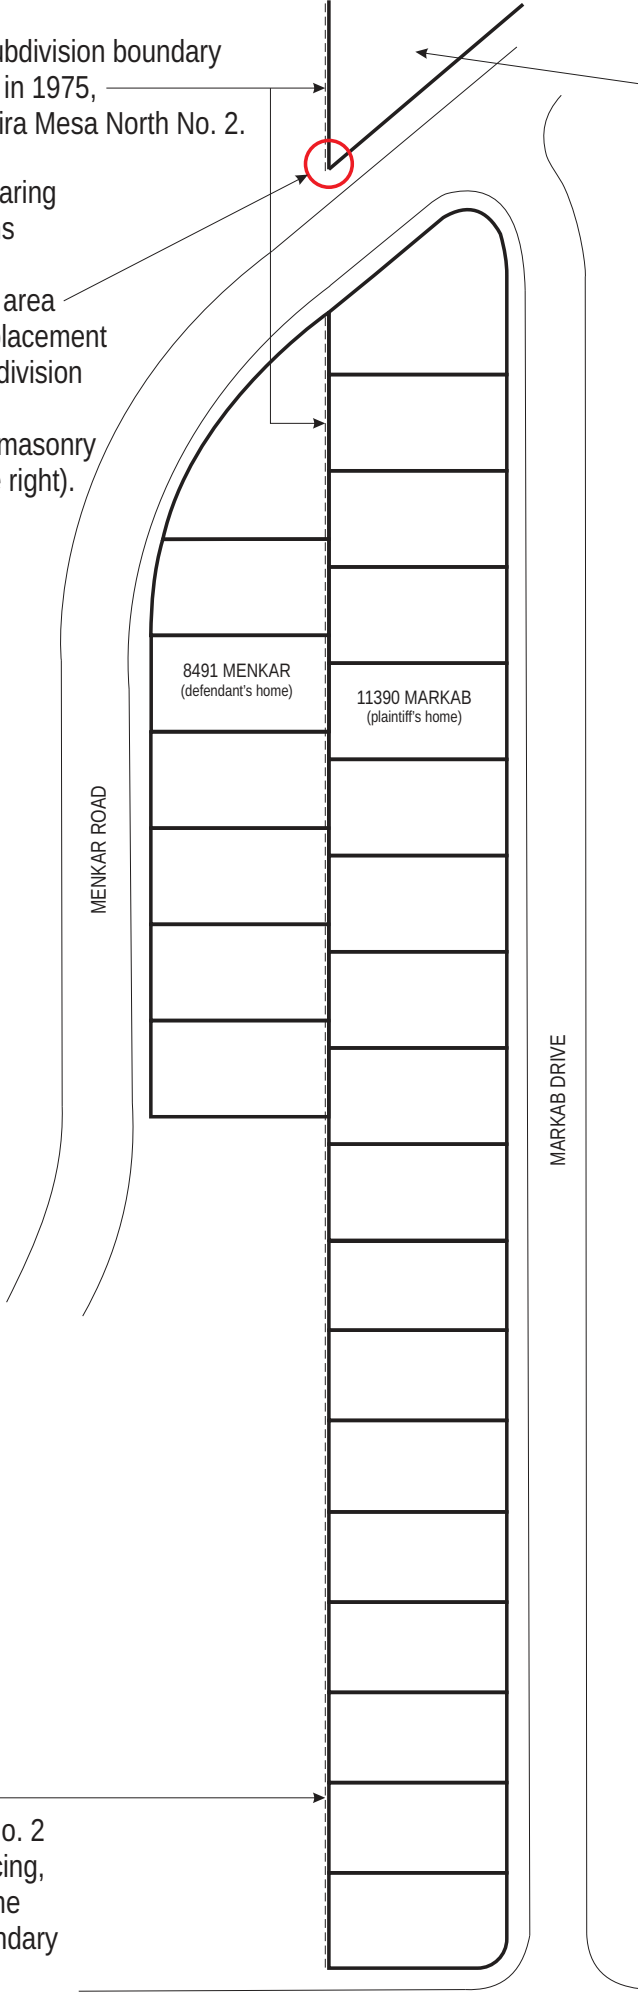 ubdivision boundary
in 1975,
ira Mesa North No. 2.
aring
s
area
lacement
division
masonry
right).
8491 MENKAR
(defendant's home)
11390 MARKAB
(plaintiff's home)
MENKAR ROAD
MARKAB DRIVE
o. 2
cing,
ne
ndary